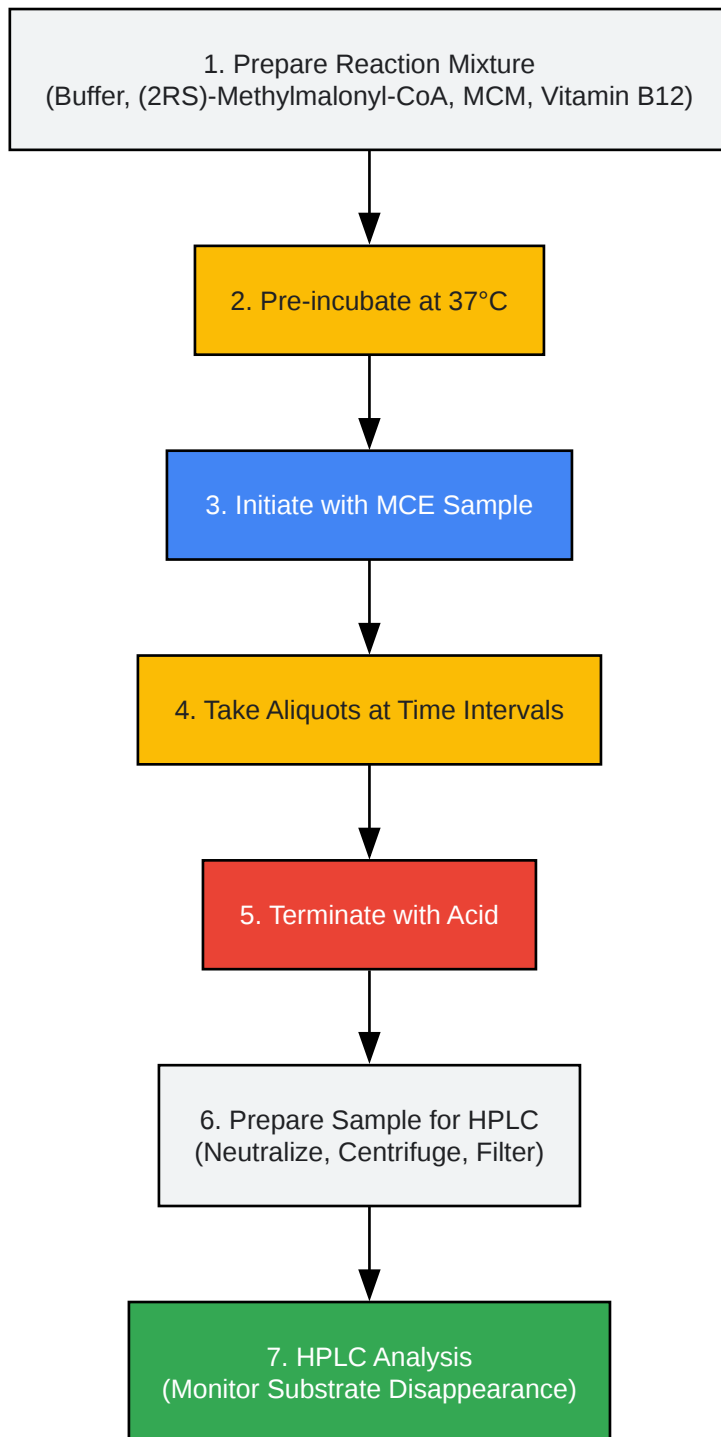 1. Prepare Reaction Mixture
(Buffer, (2RS)-Methylmalonyl-CoA, MCM, Vitamin B12)
2. Pre-incubate at 37°C
3. Initiate with MCE Sample
4. Take Aliquots at Time Intervals
5. Terminate with Acid
6. Prepare Sample for HPLC
(Neutralize, Centrifuge, Filter)
7. HPLC Analysis
(Monitor Substrate Disappearance)